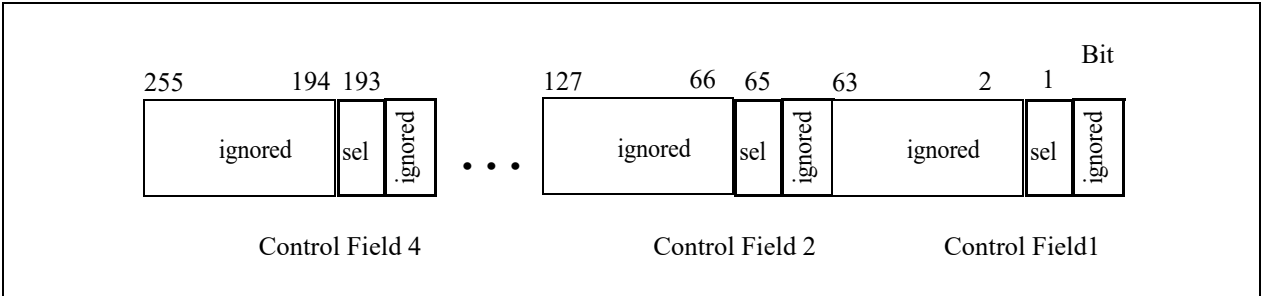 Bit
255 194 193 127 66 65 63 2 1
ignored sel ignored ... ignored sel ignored ignored sel ignored
Control Field 4 Control Field 2 Control Field1